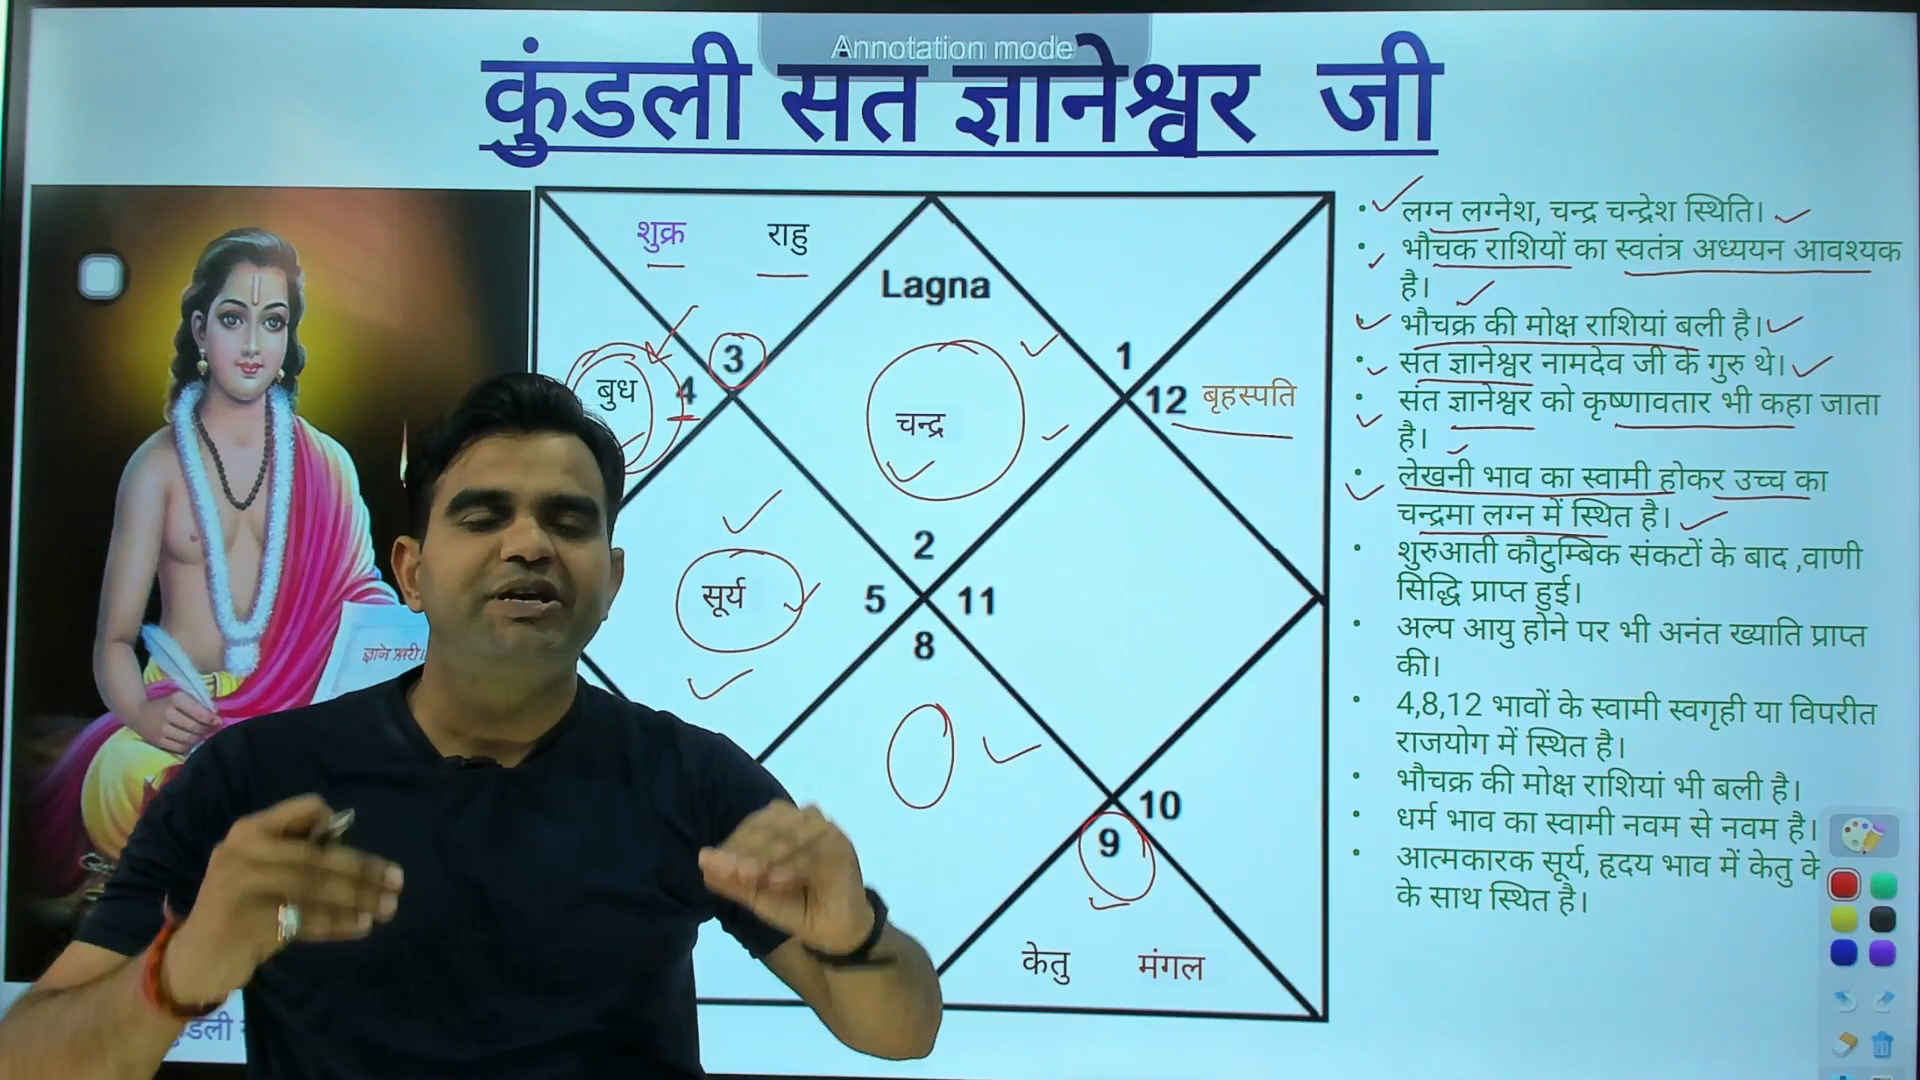 Annotation mode
कुंडली संत ज्ञानेश्वर जी
शुक्र राहु
Lagna
3
1
बुध 4
चन्द्र
12 बृहस्पति
2
सूर्य 5 11
8
10
9
केतु मंगल
ज्ञानेश्वरी
• लग्न लग्नेश, चन्द्र चन्द्रेश स्थिति।
• भौचक राशियों का स्वतंत्र अध्ययन आवश्यक
है।
• भौचक्र की मोक्ष राशियां बली है।
• संत ज्ञानेश्वर नामदेव जी के गुरु थे।
• संत ज्ञानेश्वर को कृष्णावतार भी कहा जाता
है।
• लेखनी भाव का स्वामी होकर उच्च का
चन्द्रमा लग्न में स्थित है।
• शुरुआती कौटुम्बिक संकटों के बाद ,वाणी
सिद्धि प्राप्त हुई।
• अल्प आयु होने पर भी अनंत ख्याति प्राप्त
की।
• 4,8,12 भावों के स्वामी स्वगृही या विपरीत
राजयोग में स्थित है।
• भौचक्र की मोक्ष राशियां भी बली है।
• धर्म भाव का स्वामी नवम से नवम है।
• आत्मकारक सूर्य, हृदय भाव में केतु के
के साथ स्थित है।